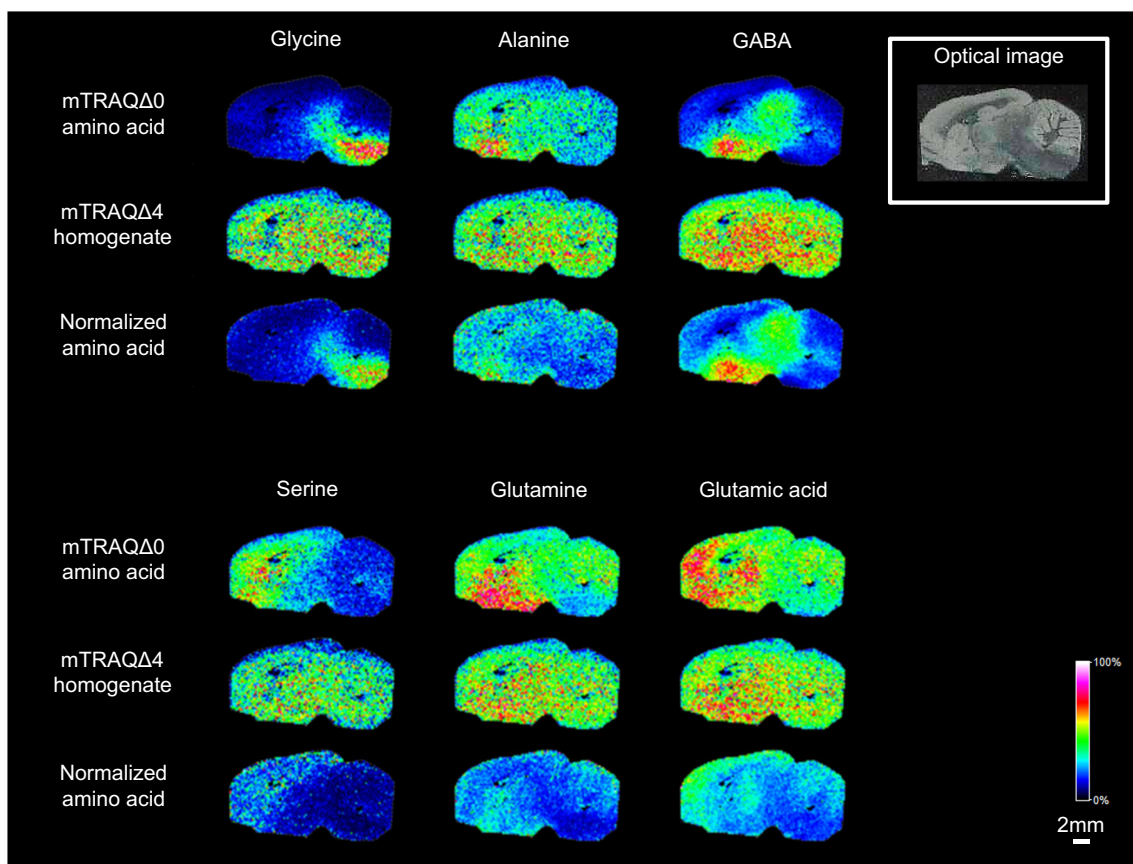 Glycine
Alanine
GABA
Optical image
mTRAQΔ0
amino acid
mTRAQΔ4
homogenate
Normalized
amino acid
Serine
Glutamine
Glutamic acid
mTRAQΔ0
amino acid
mTRAQΔ4
homogenate
Normalized
amino acid
100%
0%
2mm